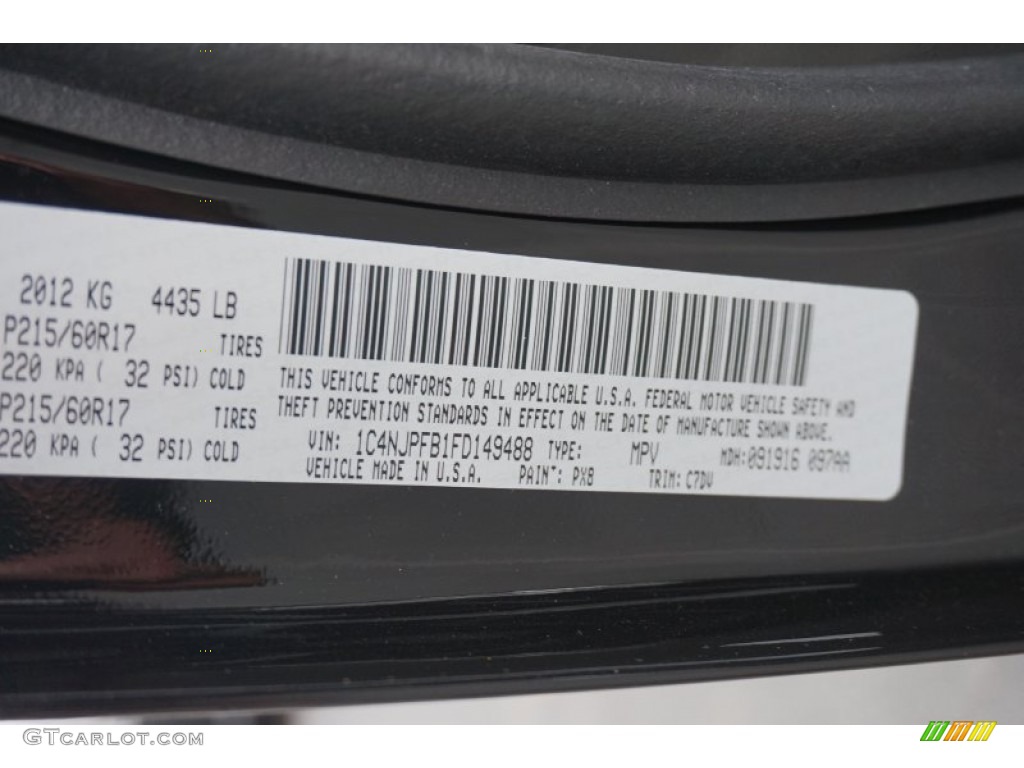 2012 KG 4435 LB
P215/60R17 TIRES
220 KPA ( 32 PSI) COLD
P215/60R17 TIRES
220 KPA ( 32 PSI) COLD
THIS VEHICLE CONFORMS TO ALL APPLICABLE U.S.A. FEDERAL MOTOR VEHICLE SAFETY AND
THEFT PREVENTION STANDARDS IN EFFECT ON THE DATE OF MANUFACTURE SHOWN ABOVE.
VIN: 1C4NJPFB1FD149488 TYPE: MPV MDH:091916 097AA
VEHICLE MADE IN U.S.A. PAINT: PX8 TRIM: C7DV
GTCARLOT.COM